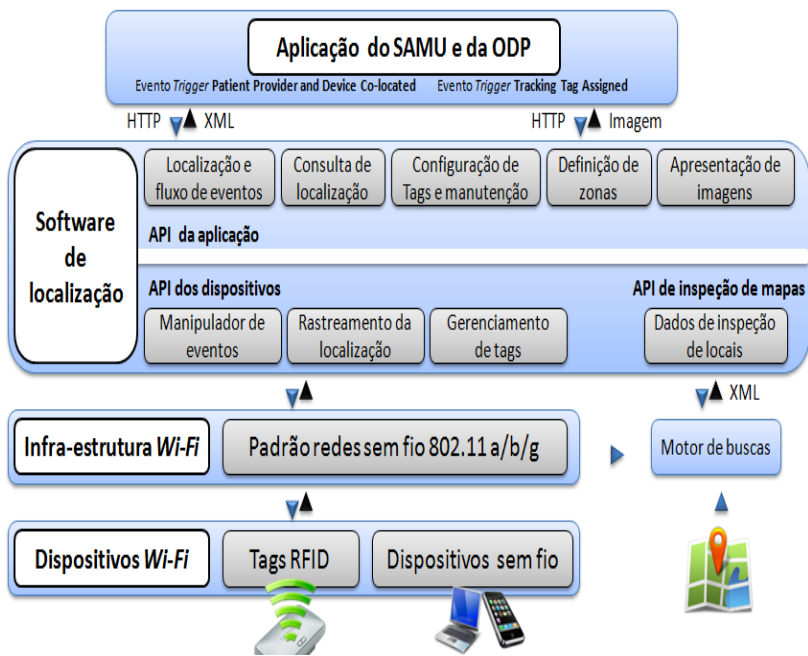 Aplicação do SAMU e da ODP
Evento Trigger Patient Provider and Device Co-located Evento Trigger Tracking Tag Assigned
HTTP XML HTTP Imagem
Software
de
localização
Localização e
fluxo de eventos
Consulta de
localização
Configuração de
Tags e manutenção
Definição de
zonas
Apresentação de
imagens
API da aplicação
API dos dispositivos
API de inspeção de mapas
Manipulador de
eventos
Rastreamento da
localização
Gerenciamento
de tags
Dados de inspeção
de locais
XML
Infra-estrutura Wi-Fi
Padrão redes sem fio 802.11 a/b/g
Motor de buscas
Dispositivos Wi-Fi
Tags RFID
Dispositivos sem fio